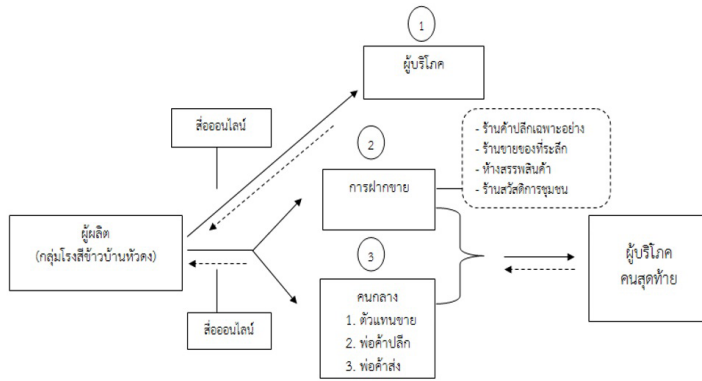 1
ผู้บริโภค
สื่อออนไลน์
2
- ร้านค้าปลีกเฉพาะอย่าง
- ร้านขายของที่ระลึก
- ห้างสรรพสินค้า
- ร้านสวัสดิการชุมชน
การฝากขาย
ผู้ผลิต
(กลุ่มโรงสีข้าวบ้านหัวดง)
ผู้บริโภค
คนสุดท้าย
3
คนกลาง
1. ตัวแทนขาย
2. พ่อค้าปลีก
3. พ่อค้าส่ง
สื่อออนไลน์